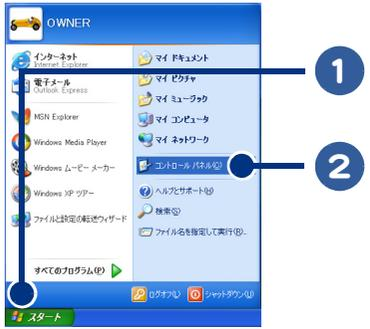 OWNER
インターネット
Internet Explorer
電子メール
Outlook Express
MSN Explorer
Windows Media Player
Windows ムービー メーカー
Windows XP ツアー
ファイルと設定の転送ウィザード
すべてのプログラム(P)
マイ ドキュメント
マイ ピクチャ
マイ ミュージック
マイ コンピュータ
マイ ネットワーク
コントロール パネル(C)
ヘルプとサポート(H)
検索(S)
ファイル名を指定して実行(R)...
ログオフ(L)
シャットダウン(U)
スタート
1
2